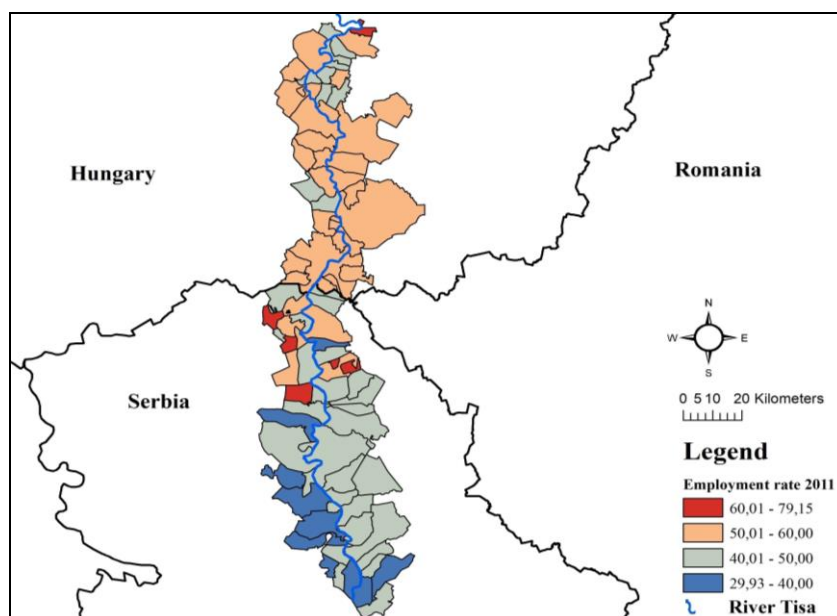 Hungary
Romania
Serbia
N
W E
S
0 5 10 20 Kilometers
Legend
Employment rate 2011
60,01 - 79,15
50,01 - 60,00
40,01 - 50,00
29,93 - 40,00
River Tisa